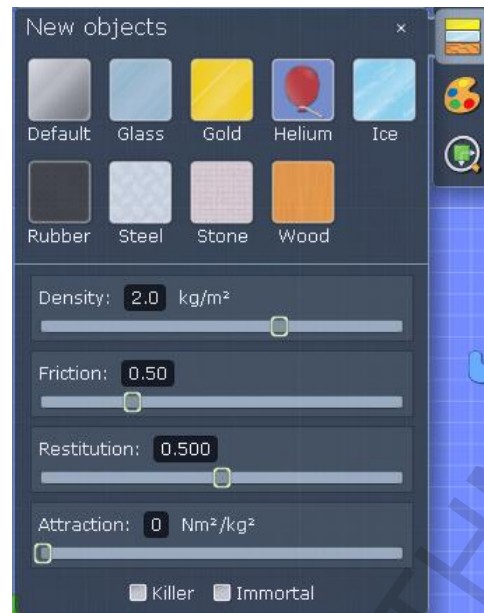 New objects ×
Default Glass Gold Helium Ice
Rubber Steel Stone Wood
Density: 2.0 kg/m²
Friction: 0.50
Restitution: 0.500
Attraction: 0 Nm²/kg²
Killer Immortal